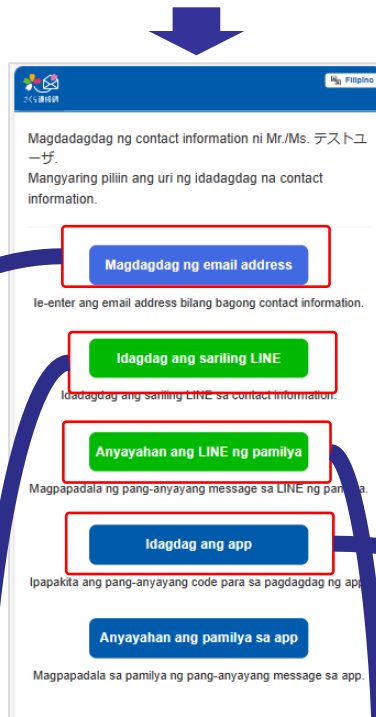 さくら連絡網
Filipino
Magdadagdag ng contact information ni Mr./Ms. テストユ
ーザ.
Mangyaring piliin ang uri ng idadagdag na contact
information.
Magdagdag ng email address
Ie-enter ang email address bilang bagong contact information.
Idagdag ang sariling LINE
Idadagdag ang sariling LINE sa contact information.
Anyayahan ang LINE ng pamilya
Magpapadala ng pang-anyayang message sa LINE ng
Idagdag ang app
Ipapakita ang pang-anyayang code para sa pagdagdag ng
Anyayahan ang pamilya sa app
Magpapadala sa pamilya ng pang-anyayang message sa app.